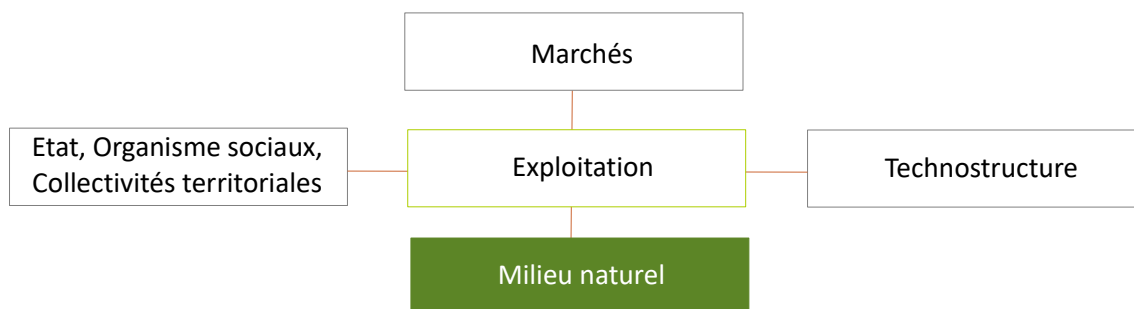 Marchés
Etat, Organisme sociaux,
Collectivités territoriales
Exploitation
Technostructure
Milieu naturel